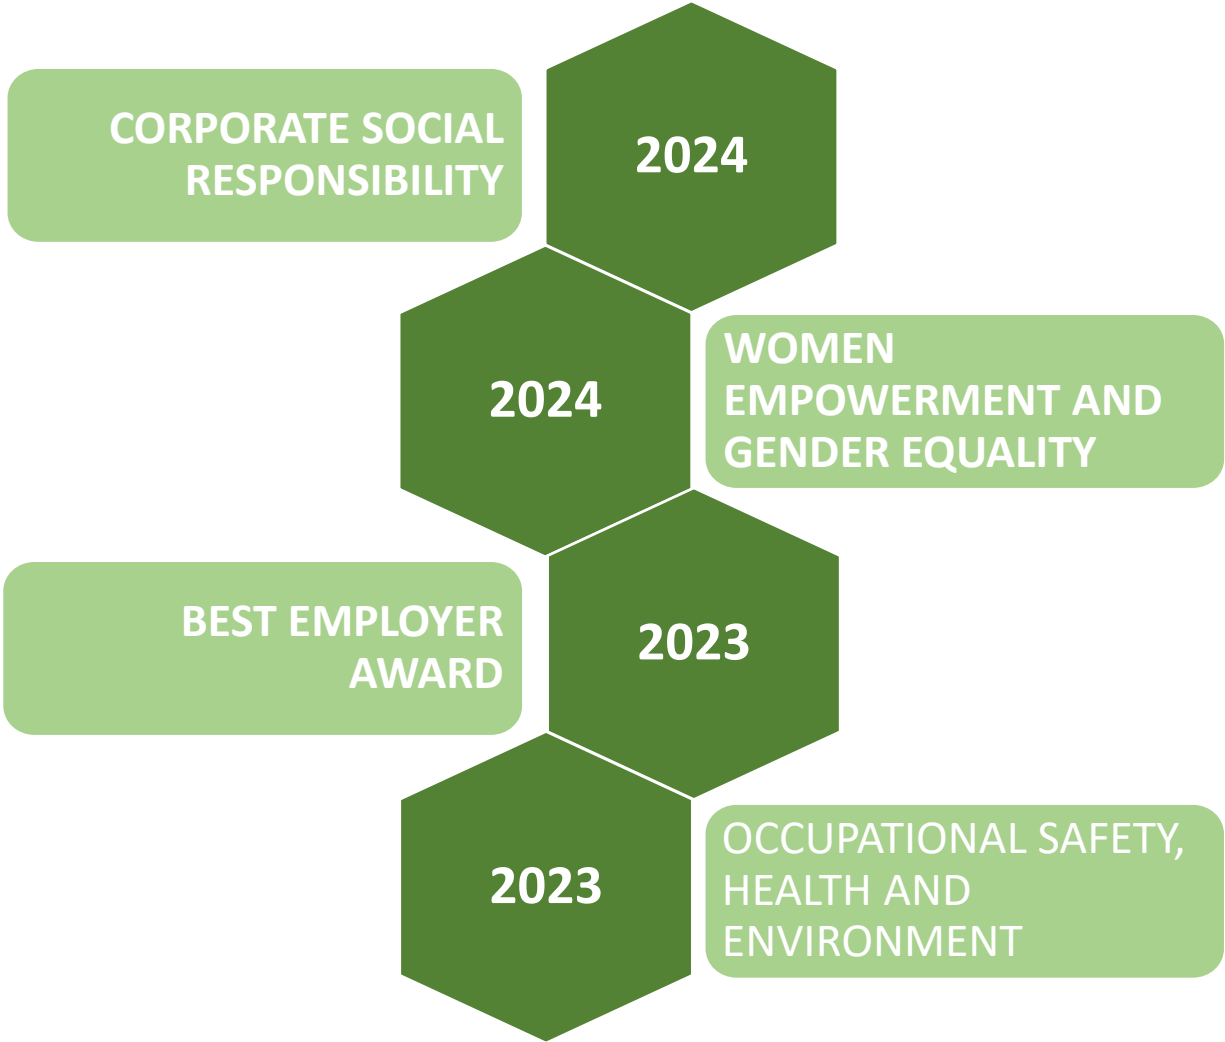 CORPORATE SOCIAL
RESPONSIBILITY
2024
2024
WOMEN
EMPOWERMENT AND
GENDER EQUALITY
BEST EMPLOYER
AWARD
2023
2023
OCCUPATIONAL SAFETY,
HEALTH AND
ENVIRONMENT